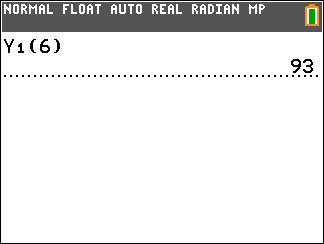 NORMAL FLOAT AUTO REAL RADIAN MP
Y₁(6)
93